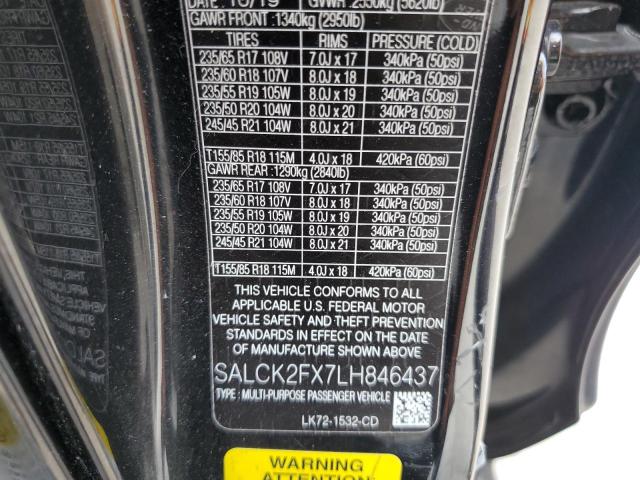 DATE 10/19 GVWR :2550kg (5620lb)
GAWR FRONT :1340kg (2950lb)
TIRES RIMS PRESSURE (COLD)
235/65 R17 108V 7.0J x 17 340kPa (50psi)
235/60 R18 107V 8.0J x 18 340kPa (50psi)
235/55 R19 105W 8.0J x 19 340kPa (50psi)
235/50 R20 104W 8.0J x 20 340kPa (50psi)
245/45 R21 104W 8.0J x 21 340kPa (50psi)
T155/85 R18 115M 4.0J x 18 420kPa (60psi)
GAWR REAR :1290kg (2840lb)
235/65 R17 108V 7.0J x 17 340kPa (50psi)
235/60 R18 107V 8.0J x 18 340kPa (50psi)
235/55 R19 105W 8.0J x 19 340kPa (50psi)
235/50 R20 104W 8.0J x 20 340kPa (50psi)
245/45 R21 104W 8.0J x 21 340kPa (50psi)
T155/85 R18 115M 4.0J x 18 420kPa (60psi)
THIS VEHICLE CONFORMS TO ALL
APPLICABLE U.S. FEDERAL MOTOR
VEHICLE SAFETY AND THEFT PREVENTION
STANDARDS IN EFFECT ON THE DATE
OF MANUFACTURE SHOWN ABOVE
SALCK2FX7LH846437
TYPE : MULTI-PURPOSE PASSENGER VEHICLE
LK72-1532-CD
WARNING
ATTENTION